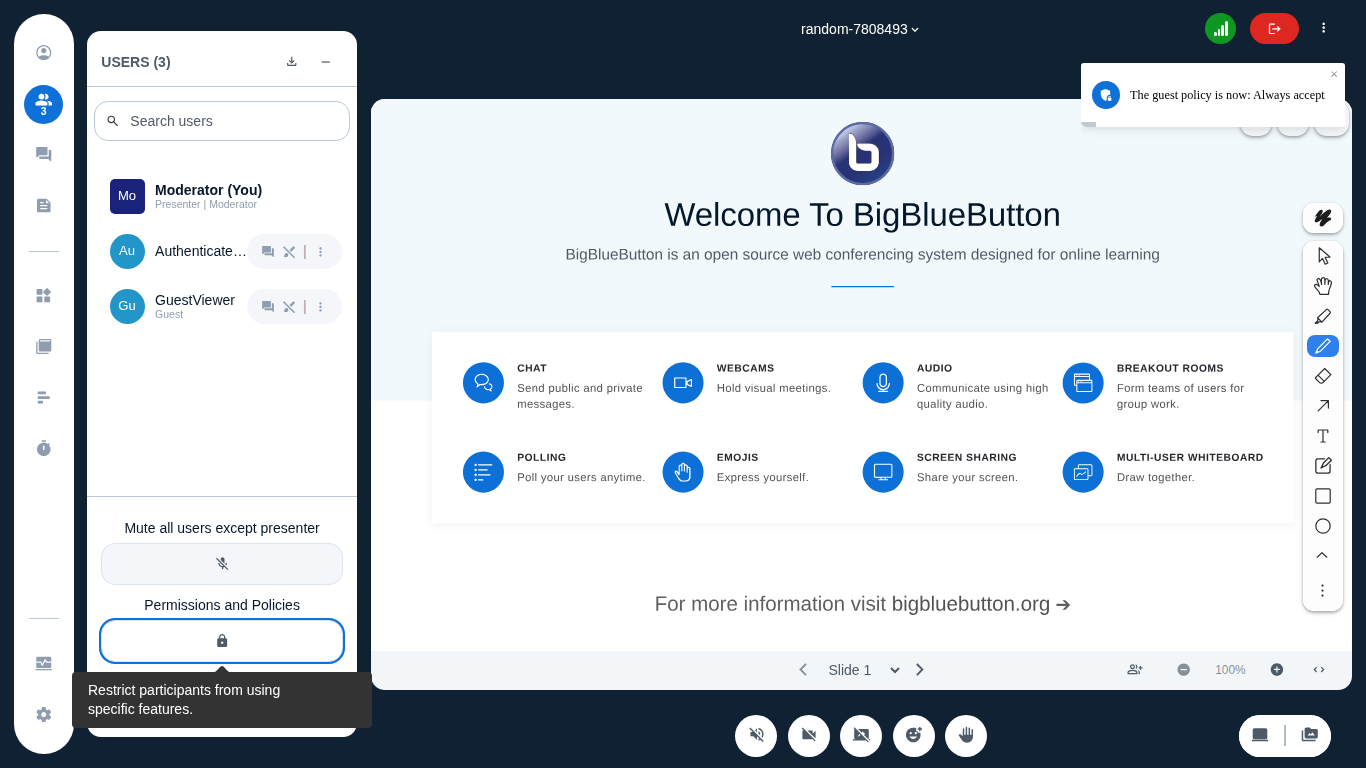 random-7808493
The guest policy is now: Always accept
3
USERS (3)
Search users
Mo
Moderator (You)
Presenter | Moderator
Au
Authenticate…
Gu
GuestViewer
Guest
Mute all users except presenter
Permissions and Policies
Restrict participants from using
specific features.
Welcome To BigBlueButton
BigBlueButton is an open source web conferencing system designed for online learning
CHAT
Send public and private
messages.
WEBCAMS
Hold visual meetings.
AUDIO
Communicate using high
quality audio.
BREAKOUT ROOMS
Form teams of users for
group work.
POLLING
Poll your users anytime.
EMOJIS
Express yourself.
SCREEN SHARING
Share your screen.
MULTI-USER WHITEBOARD
Draw together.
For more information visit bigbluebutton.org ➔
Slide 1
100%